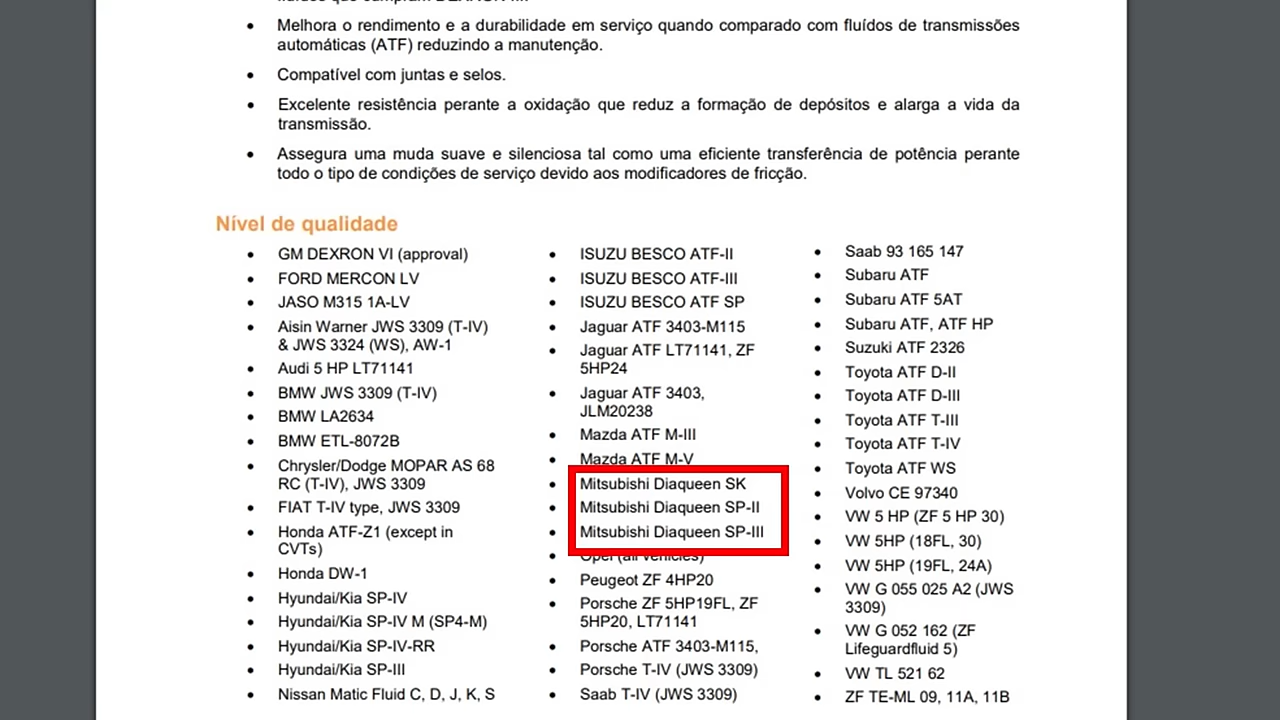 Melhora o rendimento e a durabilidade em serviço quando comparado com fluídos de transmissões
automáticas (ATF) reduzindo a manutenção.
Compatível com juntas e selos.
Excelente resistência perante a oxidação que reduz a formação de depósitos e alarga a vida da
transmissão.
Assegura uma muda suave e silenciosa tal como uma eficiente transferência de potência perante
todo o tipo de condições de serviço devido aos modificadores de fricção.
Nível de qualidade
GM DEXRON VI (approval)
FORD MERCON LV
JASO M315 1A-LV
Aisin Warner JWS 3309 (T-IV)
& JWS 3324 (WS), AW-1
Audi 5 HP LT71141
BMW JWS 3309 (T-IV)
BMW LA2634
BMW ETL-8072B
Chrysler/Dodge MOPAR AS 68
RC (T-IV), JWS 3309
FIAT T-IV type, JWS 3309
Honda ATF-Z1 (except in
CVTs)
Honda DW-1
Hyundai/Kia SP-IV
Hyundai/Kia SP-IV M (SP4-M)
Hyundai/Kia SP-IV-RR
Hyundai/Kia SP-III
Nissan Matic Fluid C, D, J, K, S
ISUZU BESCO ATF-II
ISUZU BESCO ATF-III
ISUZU BESCO ATF SP
Jaguar ATF 3403-M115
Jaguar ATF LT71141, ZF
5HP24
Jaguar ATF 3403,
JLM20238
Mazda ATF M-III
Mazda ATF M-V
Mitsubishi Diaqueen SK
Mitsubishi Diaqueen SP-II
Mitsubishi Diaqueen SP-III
Opel (all vehicles)
Peugeot ZF 4HP20
Porsche ZF 5HP19FL, ZF
5HP20, LT71141
Porsche ATF 3403-M115,
Porsche T-IV (JWS 3309)
Saab T-IV (JWS 3309)
Saab 93 165 147
Subaru ATF
Subaru ATF 5AT
Subaru ATF, ATF HP
Suzuki ATF 2326
Toyota ATF D-II
Toyota ATF D-III
Toyota ATF T-III
Toyota ATF T-IV
Toyota ATF WS
Volvo CE 97340
VW 5 HP (ZF 5 HP 30)
VW 5HP (18FL, 30)
VW 5HP (19FL, 24A)
VW G 055 025 A2 (JWS
3309)
VW G 052 162 (ZF
Lifeguardfluid 5)
VW TL 521 62
ZF TE-ML 09, 11A, 11B